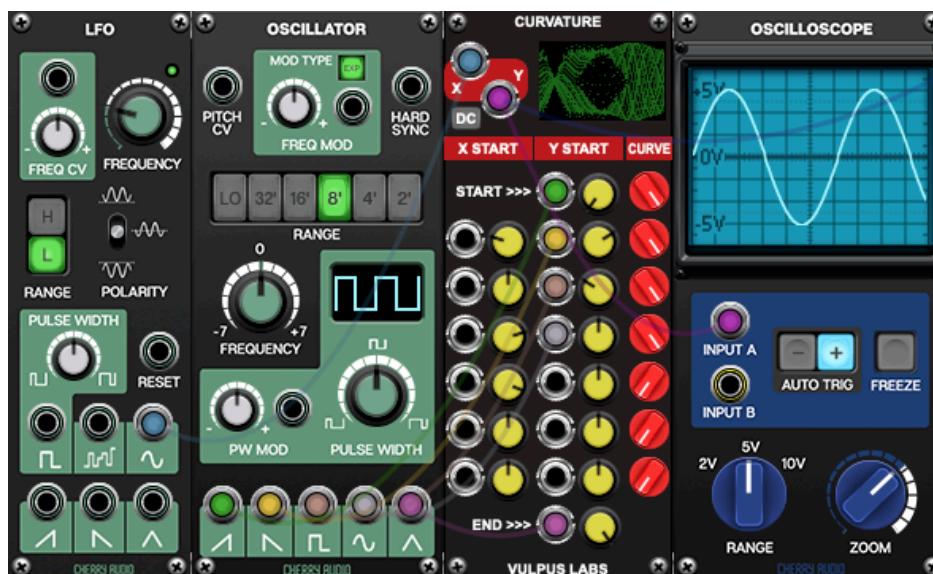 LFO
FREQ CV
FREQUENCY
H
L
RANGE
POLARITY
PULSE WIDTH
RESET
CHERRY AUDIO
OSCILLATOR
MOD TYPE
EXP
PITCH CV
- +
FREQ MOD
HARD SYNC
LO 32' 16' 8' 4' 2'
RANGE
0
-7 +7
FREQUENCY
- +
PW MOD
PULSE WIDTH
CHERRY AUDIO
CURVATURE
X
Y
DC
X START Y START CURVE
START >>>
END >>>
VULPUS LABS
OSCILLOSCOPE
+5V
0V
-5V
INPUT A
INPUT B
- +
AUTO TRIG
FREEZE
2V 5V 10V
RANGE
ZOOM
CHERRY AUDIO